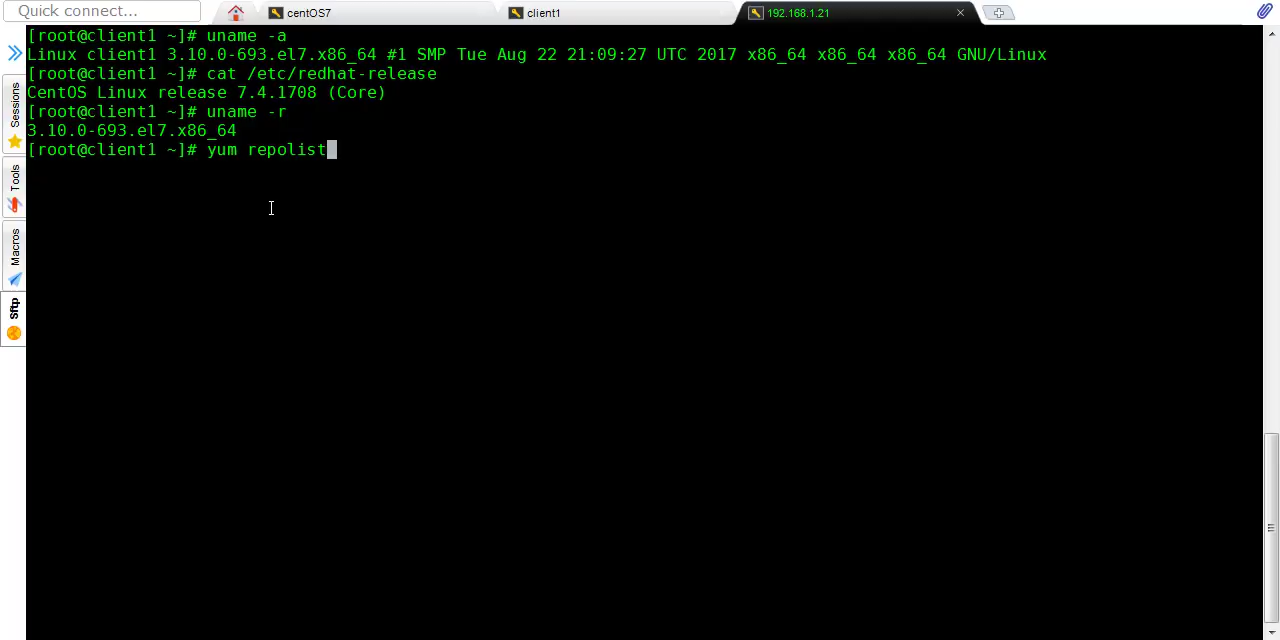 Quick connect...
centOS7
client1
192.168.1.21
[root@client1 ~]# uname -a
Linux client1 3.10.0-693.el7.x86_64 #1 SMP Tue Aug 22 21:09:27 UTC 2017 x86_64 x86_64 x86_64 GNU/Linux
[root@client1 ~]# cat /etc/redhat-release
CentOS Linux release 7.4.1708 (Core)
[root@client1 ~]# uname -r
3.10.0-693.el7.x86_64
[root@client1 ~]# yum repolist
Sessions
Tools
Macros
Sftp